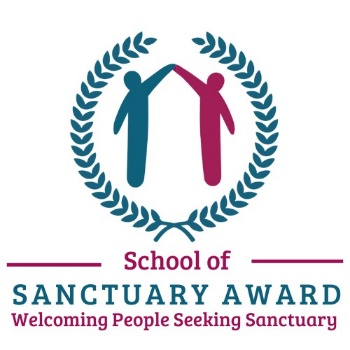 School of
SANCTUARY AWARD
Welcoming People Seeking Sanctuary